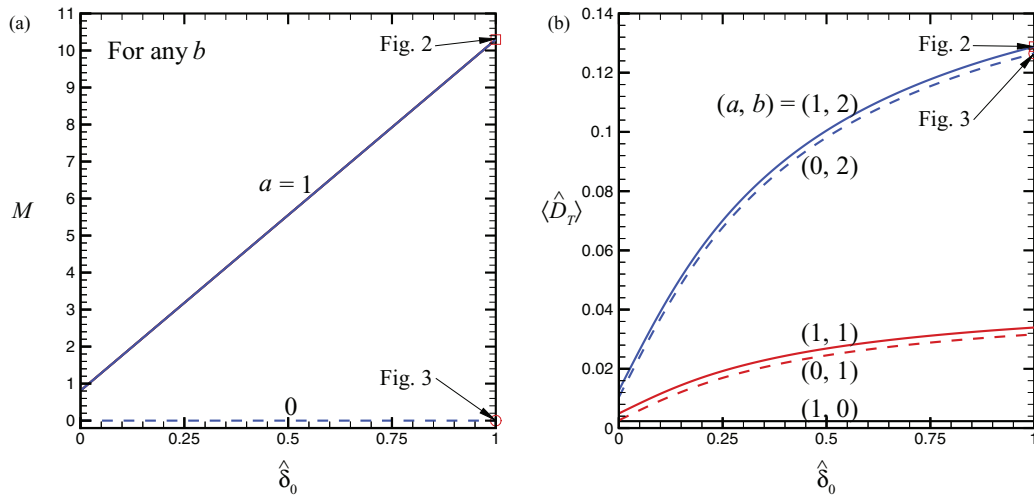 (a)
11
10
9
8
7
6
5
4
3
2
1
0
M
For any b
Fig. 2
a = 1
Fig. 3
0
0 0.25 0.5 0.75 1
δ̂₀
(b)
0.14
0.12
0.1
0.08
0.06
0.04
0.02
0
⟨D̂_T⟩
Fig. 2
(a, b) = (1, 2)
Fig. 3
(0, 2)
(1, 1)
(0, 1)
(1, 0)
0 0.25 0.5 0.75 1
δ̂₀